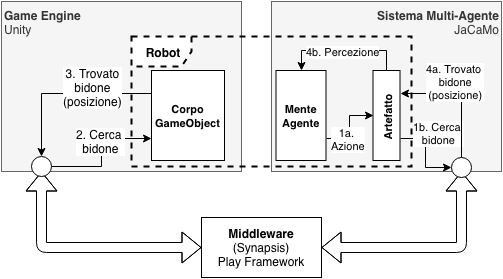 Game Engine
Unity
Sistema Multi-Agente
JaCaMo
Robot
3. Trovato
bidone
(posizione)
2. Cerca
bidone
Corpo
GameObject
4b. Percezione
Mente
Agente
1a.
Azione
Artefatto
4a. Trovato
bidone
(posizione)
1b. Cerca
bidone
Middleware
(Synapsis)
Play Framework